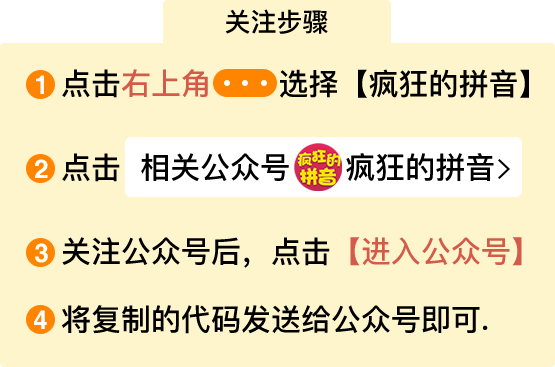 关注步骤
1 点击右上角···选择【疯狂的拼音】
2 点击 相关公众号 疯狂的拼音 疯狂的拼音>
3 关注公众号后，点击【进入公众号】
4 将复制的代码发送给公众号即可.